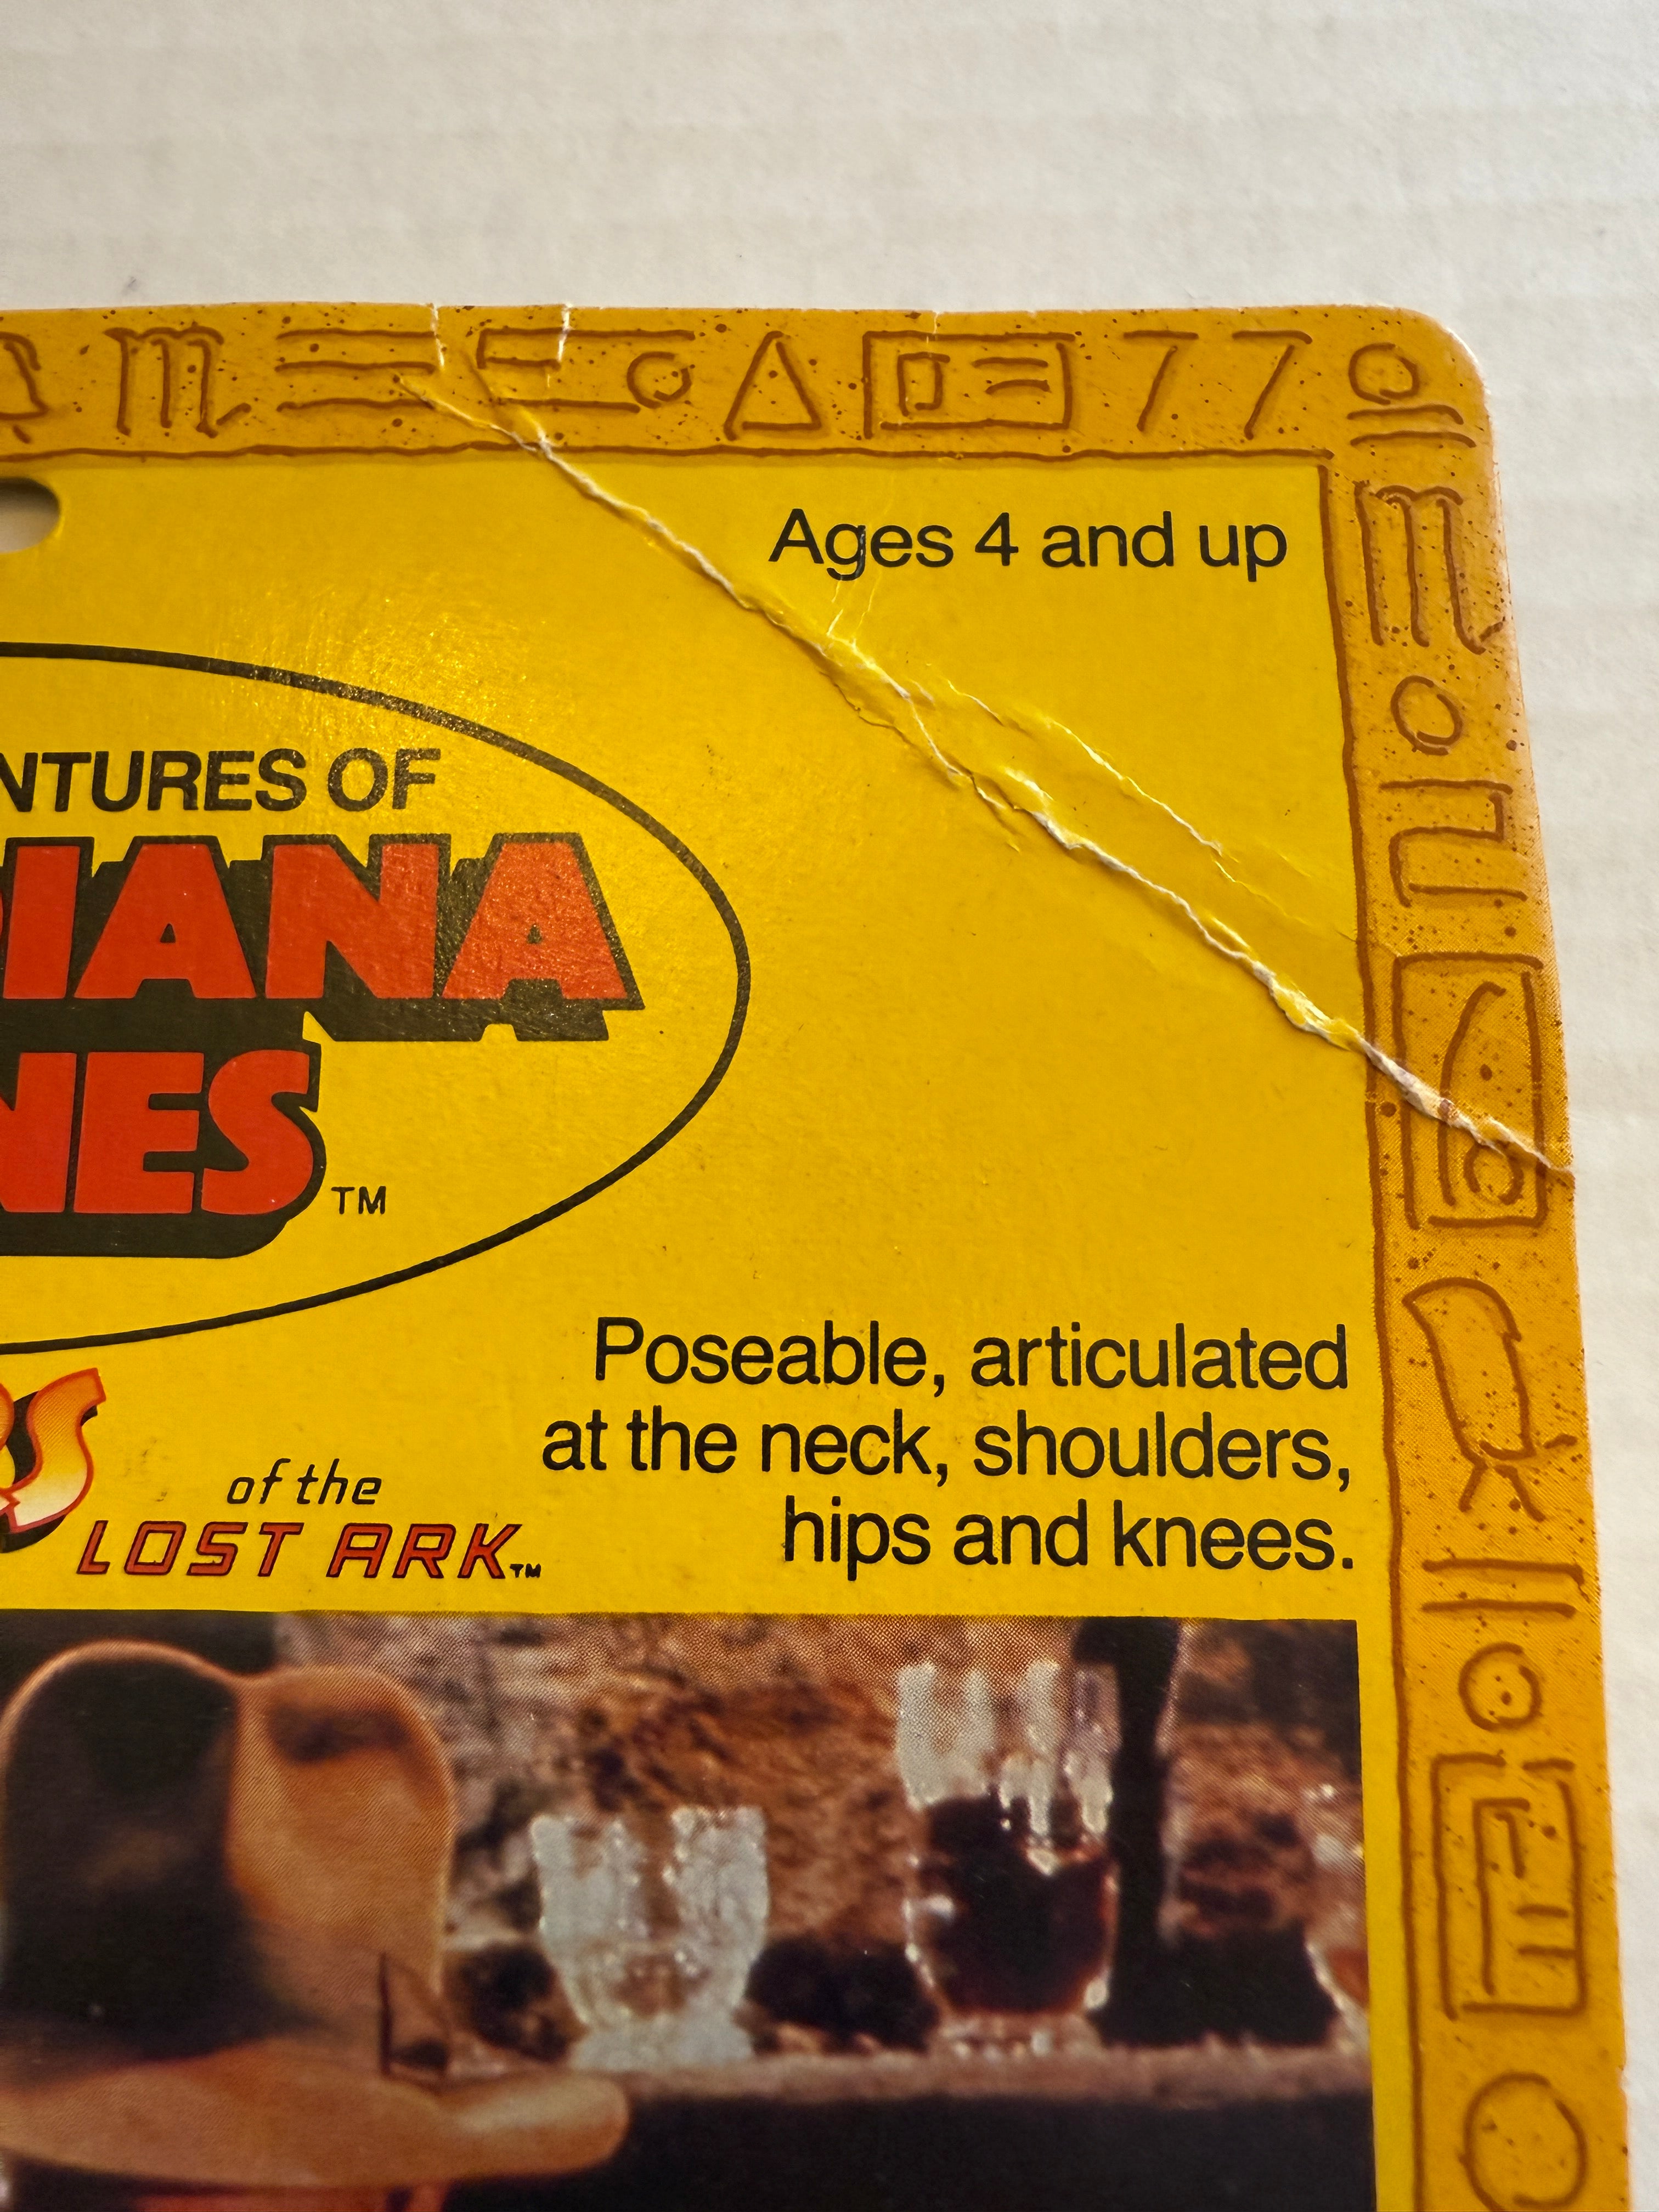 Ages 4 and up
NTURES OF
DIANA
NES TM
RS
of the
LOST ARK TM
Poseable, articulated
at the neck, shoulders,
hips and knees.